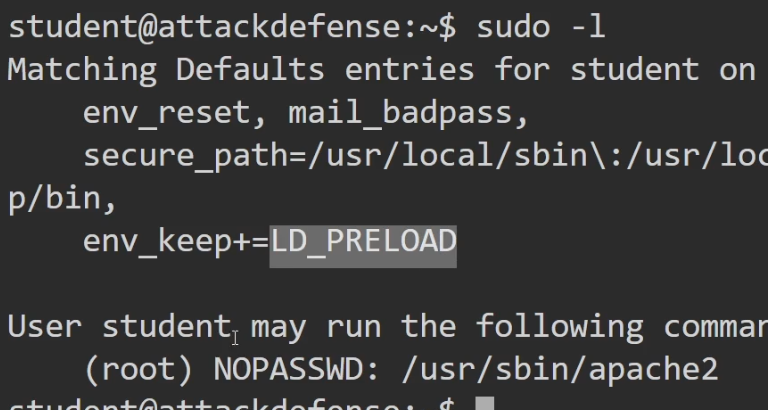 student@attackdefense:~$ sudo -l
Matching Defaults entries for student on
    env_reset, mail_badpass,
    secure_path=/usr/local/sbin\:/usr/loc
p/bin,
    env_keep+=LD_PRELOAD
User student may run the following comman
    (root) NOPASSWD: /usr/sbin/apache2
student@attackdefense:~$